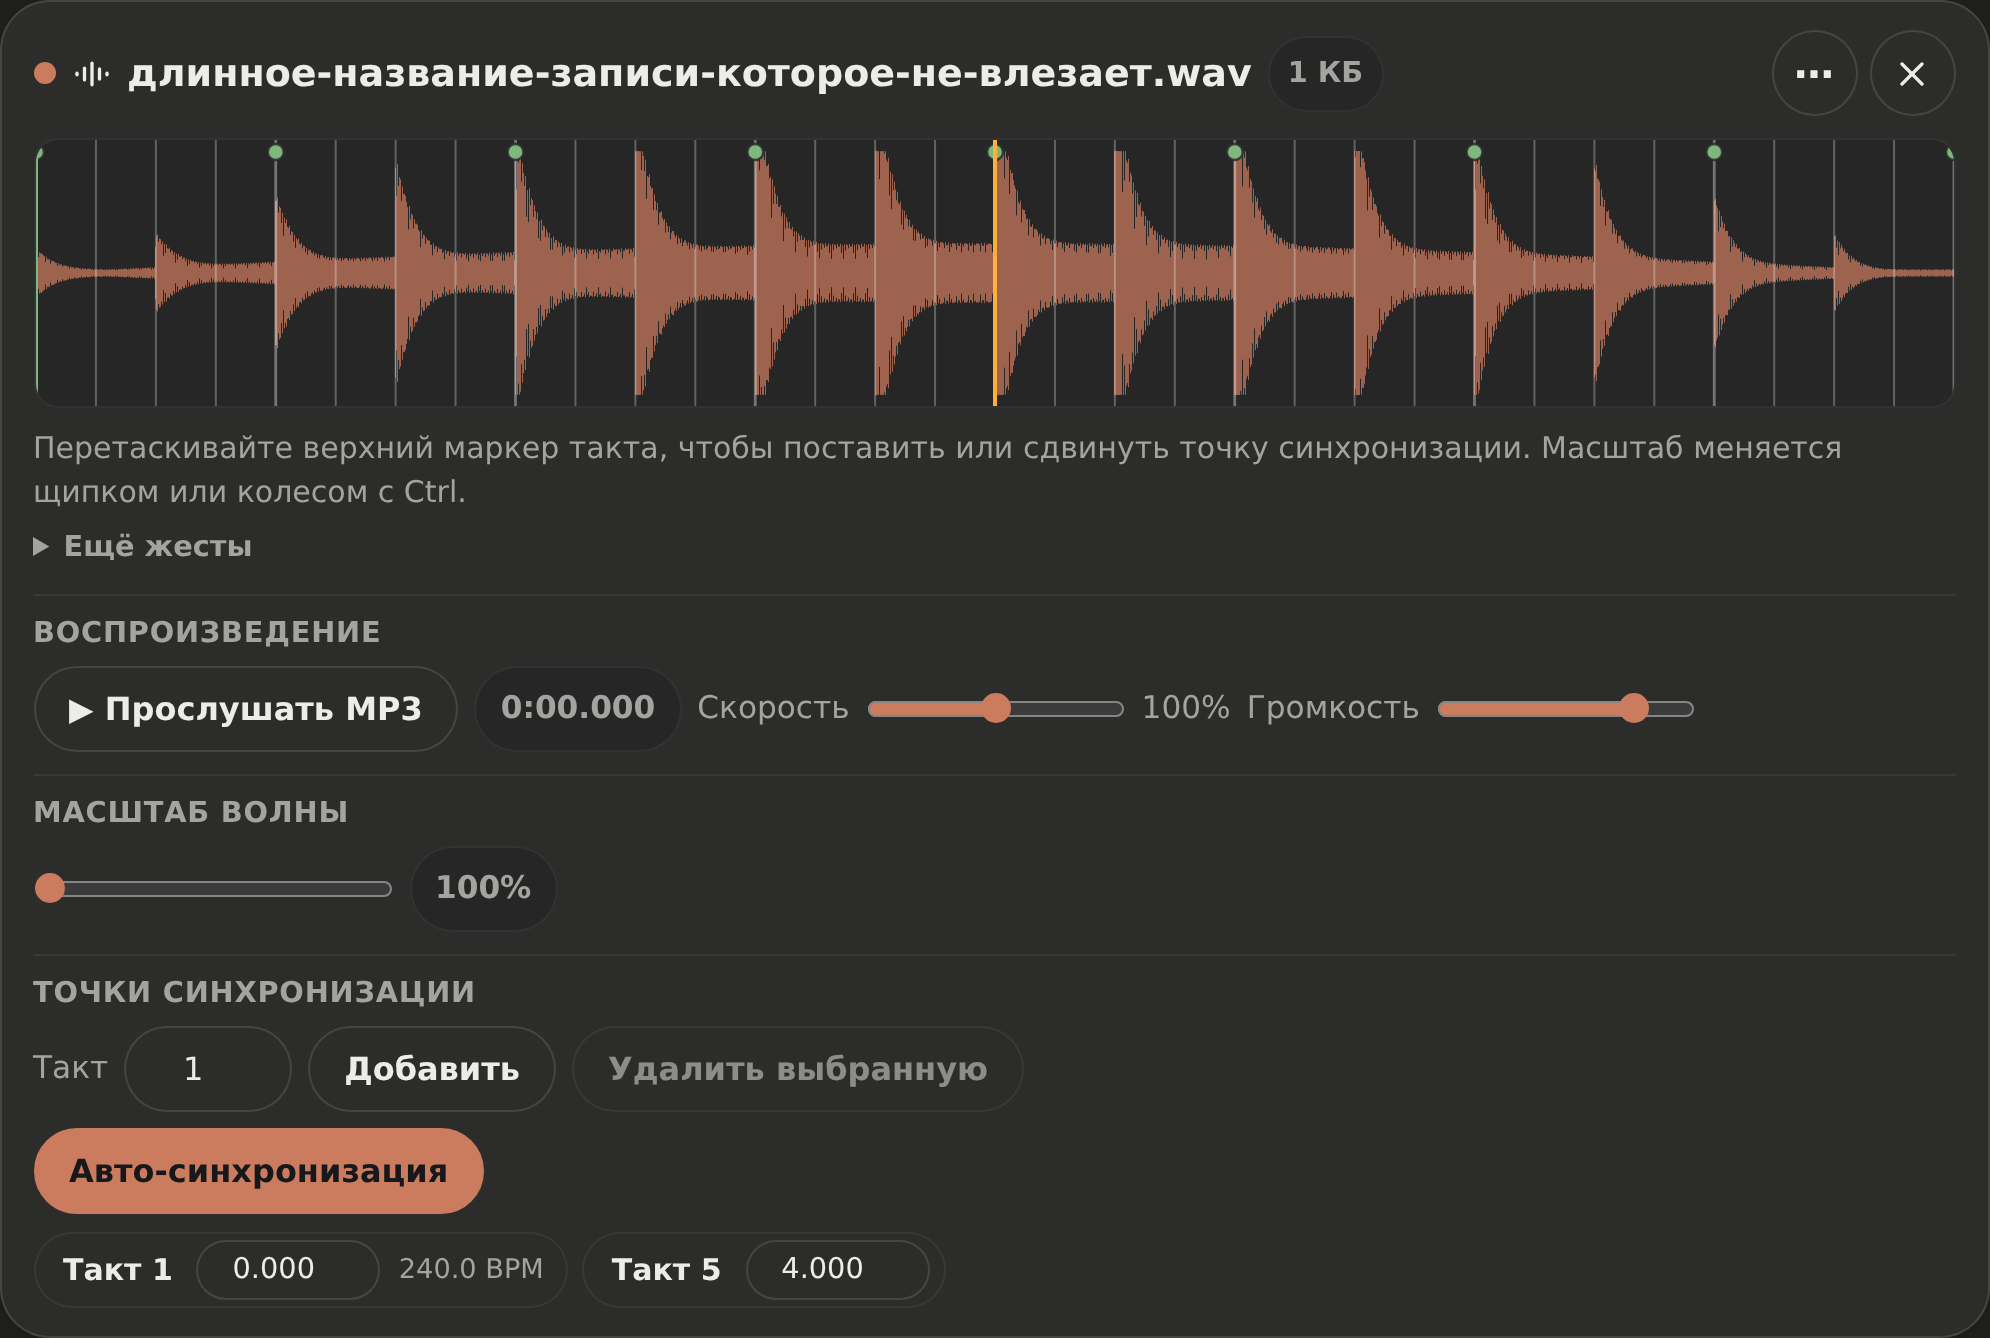 длинное-название-записи-которое-не-влезает.wav 1 КБ
Перетаскивайте верхний маркер такта, чтобы поставить или сдвинуть точку синхронизации. Масштаб меняется
щипком или колесом с Ctrl.
▶ Ещё жесты
ВОСПРОИЗВЕДЕНИЕ
▶ Прослушать MP3 0:00.000 Скорость 100% Громкость
МАСШТАБ ВОЛНЫ
100%
ТОЧКИ СИНХРОНИЗАЦИИ
Такт 1 Добавить Удалить выбранную
Авто-синхронизация
Такт 1 0.000 240.0 BPM Такт 5 4.000